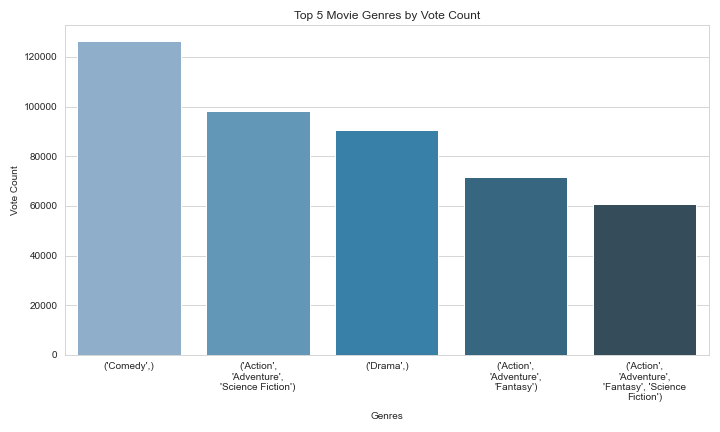 Top 5 Movie Genres by Vote Count
120000
100000
80000
60000
40000
20000
0
Vote Count
('Comedy',)
('Action',
'Adventure',
'Science Fiction')
('Drama',)
('Action',
'Adventure',
'Fantasy')
('Action',
'Adventure',
'Fantasy', 'Science
Fiction')
Genres